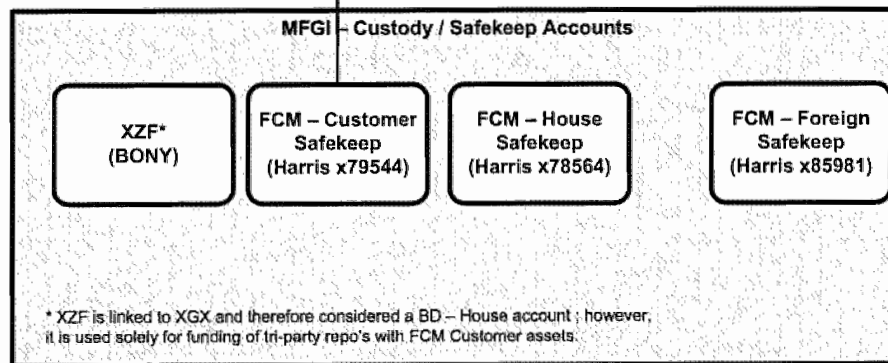 MFGI – Custody / Safekeep Accounts
XZF*
(BONY)
FCM – Customer
Safekeep
(Harris x79544)
FCM – House
Safekeep
(Harris x78564)
FCM – Foreign
Safekeep
(Harris x85981)
* XZF is linked to XGX and therefore considered a BD – House account ; however,
it is used solely for funding of tri-party repo's with FCM Customer assets.